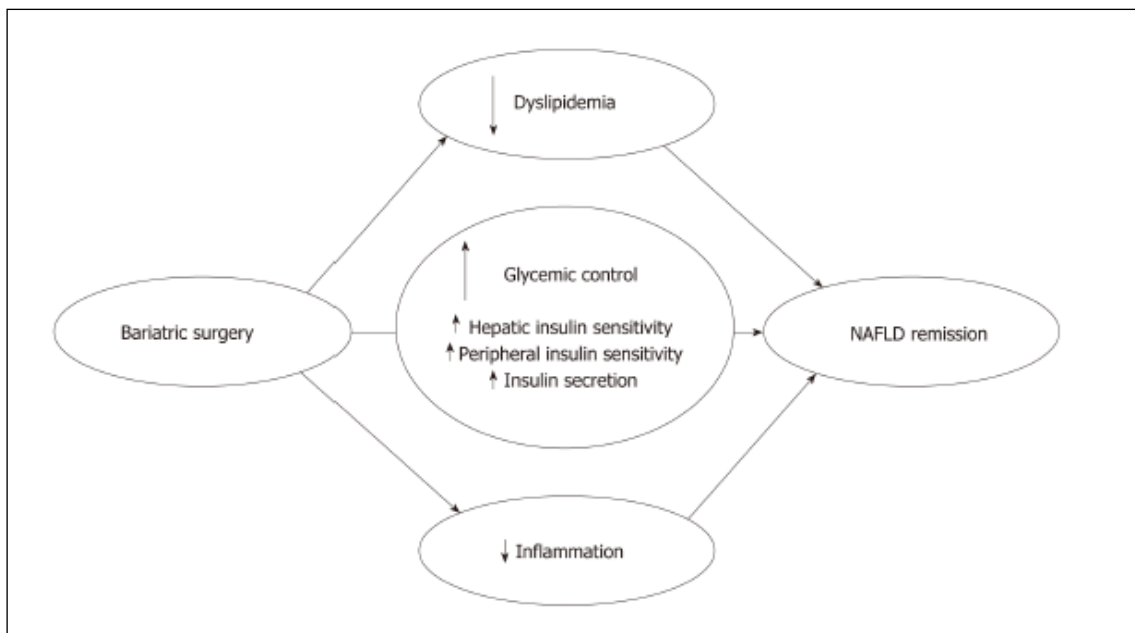 Dyslipidemia
Glycemic control
Hepatic insulin sensitivity
Peripheral insulin sensitivity
Insulin secretion
Bariatric surgery
NAFLD remission
Inflammation